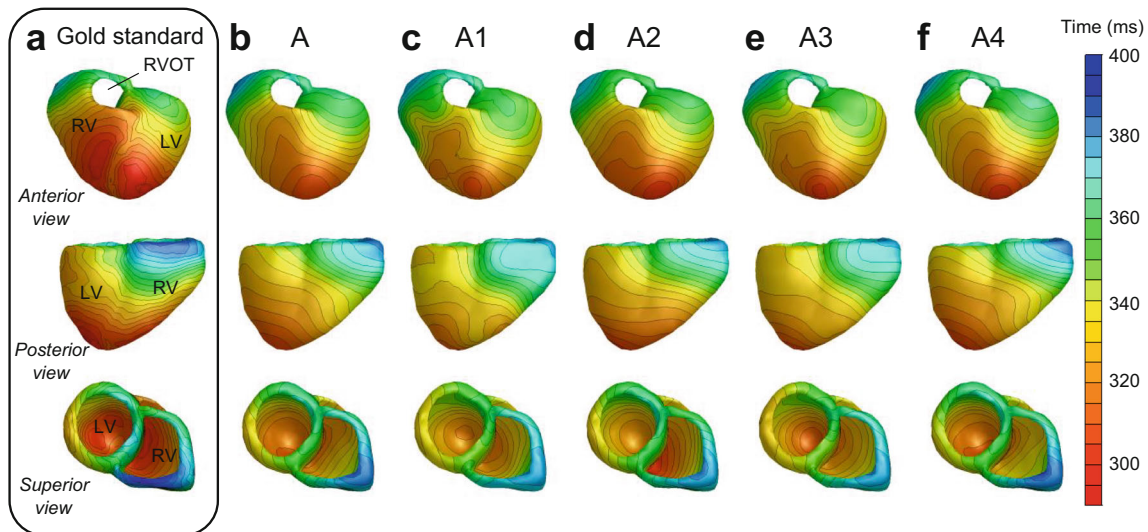 a Gold standard
b A
c A1
d A2
e A3
f A4
Time (ms)
RVOT
RV
LV
Anterior
view
LV
RV
Posterior
view
LV
RV
Superior
view
400
380
360
340
320
300